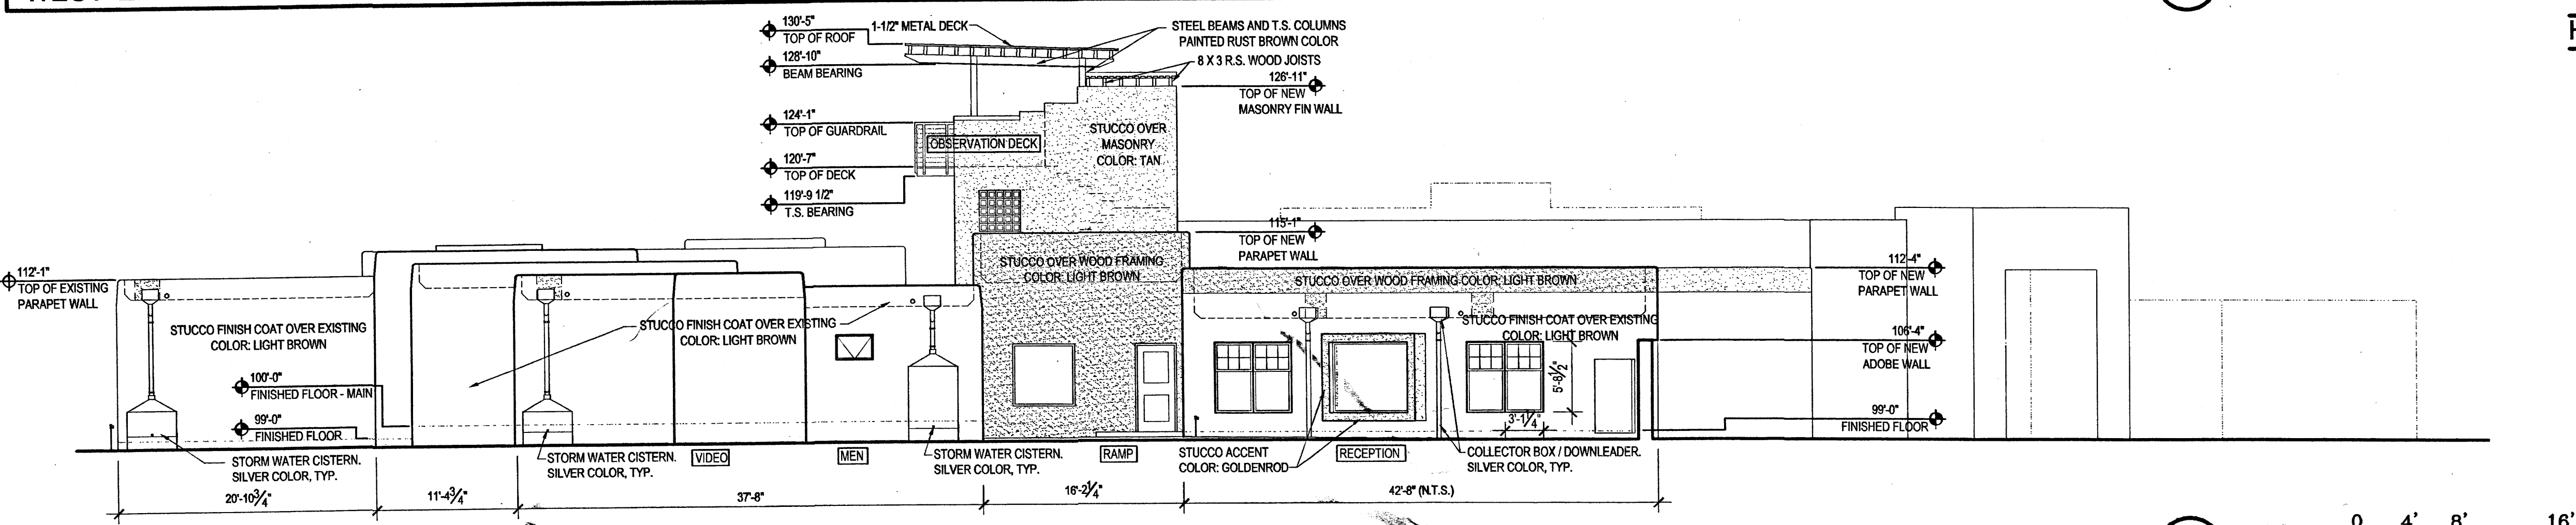 130'-5"
TOP OF ROOF
1-1/2" METAL DECK
STEEL BEAMS AND T.S. COLUMNS
PAINTED RUST BROWN COLOR
128'-10"
BEAM BEARING
8 X 3 R.S. WOOD JOISTS
126'-11"
TOP OF NEW
MASONRY FIN WALL
124'-1"
TOP OF GUARDRAIL
OBSERVATION DECK
STUCCO OVER
MASONRY
COLOR: TAN
120'-7"
TOP OF DECK
119'-9 1/2"
T.S. BEARING
115'-1"
TOP OF NEW
PARAPET WALL
112'-1"
TOP OF EXISTING
PARAPET WALL
STUCCO OVER WOOD FRAMING
COLOR: LIGHT BROWN
STUCCO OVER WOOD FRAMING COLOR: LIGHT BROWN
112'-4"
TOP OF NEW
PARAPET WALL
STUCCO FINISH COAT OVER EXISTING
COLOR: LIGHT BROWN
STUCCO FINISH COAT OVER EXISTING
COLOR: LIGHT BROWN
STUCCO FINISH COAT OVER EXISTING
COLOR: LIGHT BROWN
106'-4"
TOP OF NEW
ADOBE WALL
100'-0"
FINISHED FLOOR - MAIN
99'-0"
FINISHED FLOOR
5'-8 1/2"
3'-1 1/4"
99'-0"
FINISHED FLOOR
STORM WATER CISTERN.
SILVER COLOR, TYP.
STORM WATER CISTERN.
SILVER COLOR, TYP.
VIDEO
MEN
STORM WATER CISTERN.
SILVER COLOR, TYP.
RAMP
STUCCO ACCENT
COLOR: GOLDENROD
RECEPTION
COLLECTOR BOX / DOWNLEADER.
SILVER COLOR, TYP.
20'-10 3/4"
11'-4 3/4"
37'-8"
16'-2 1/4"
42'-8" (N.T.S.)
0 4' 8' 16'